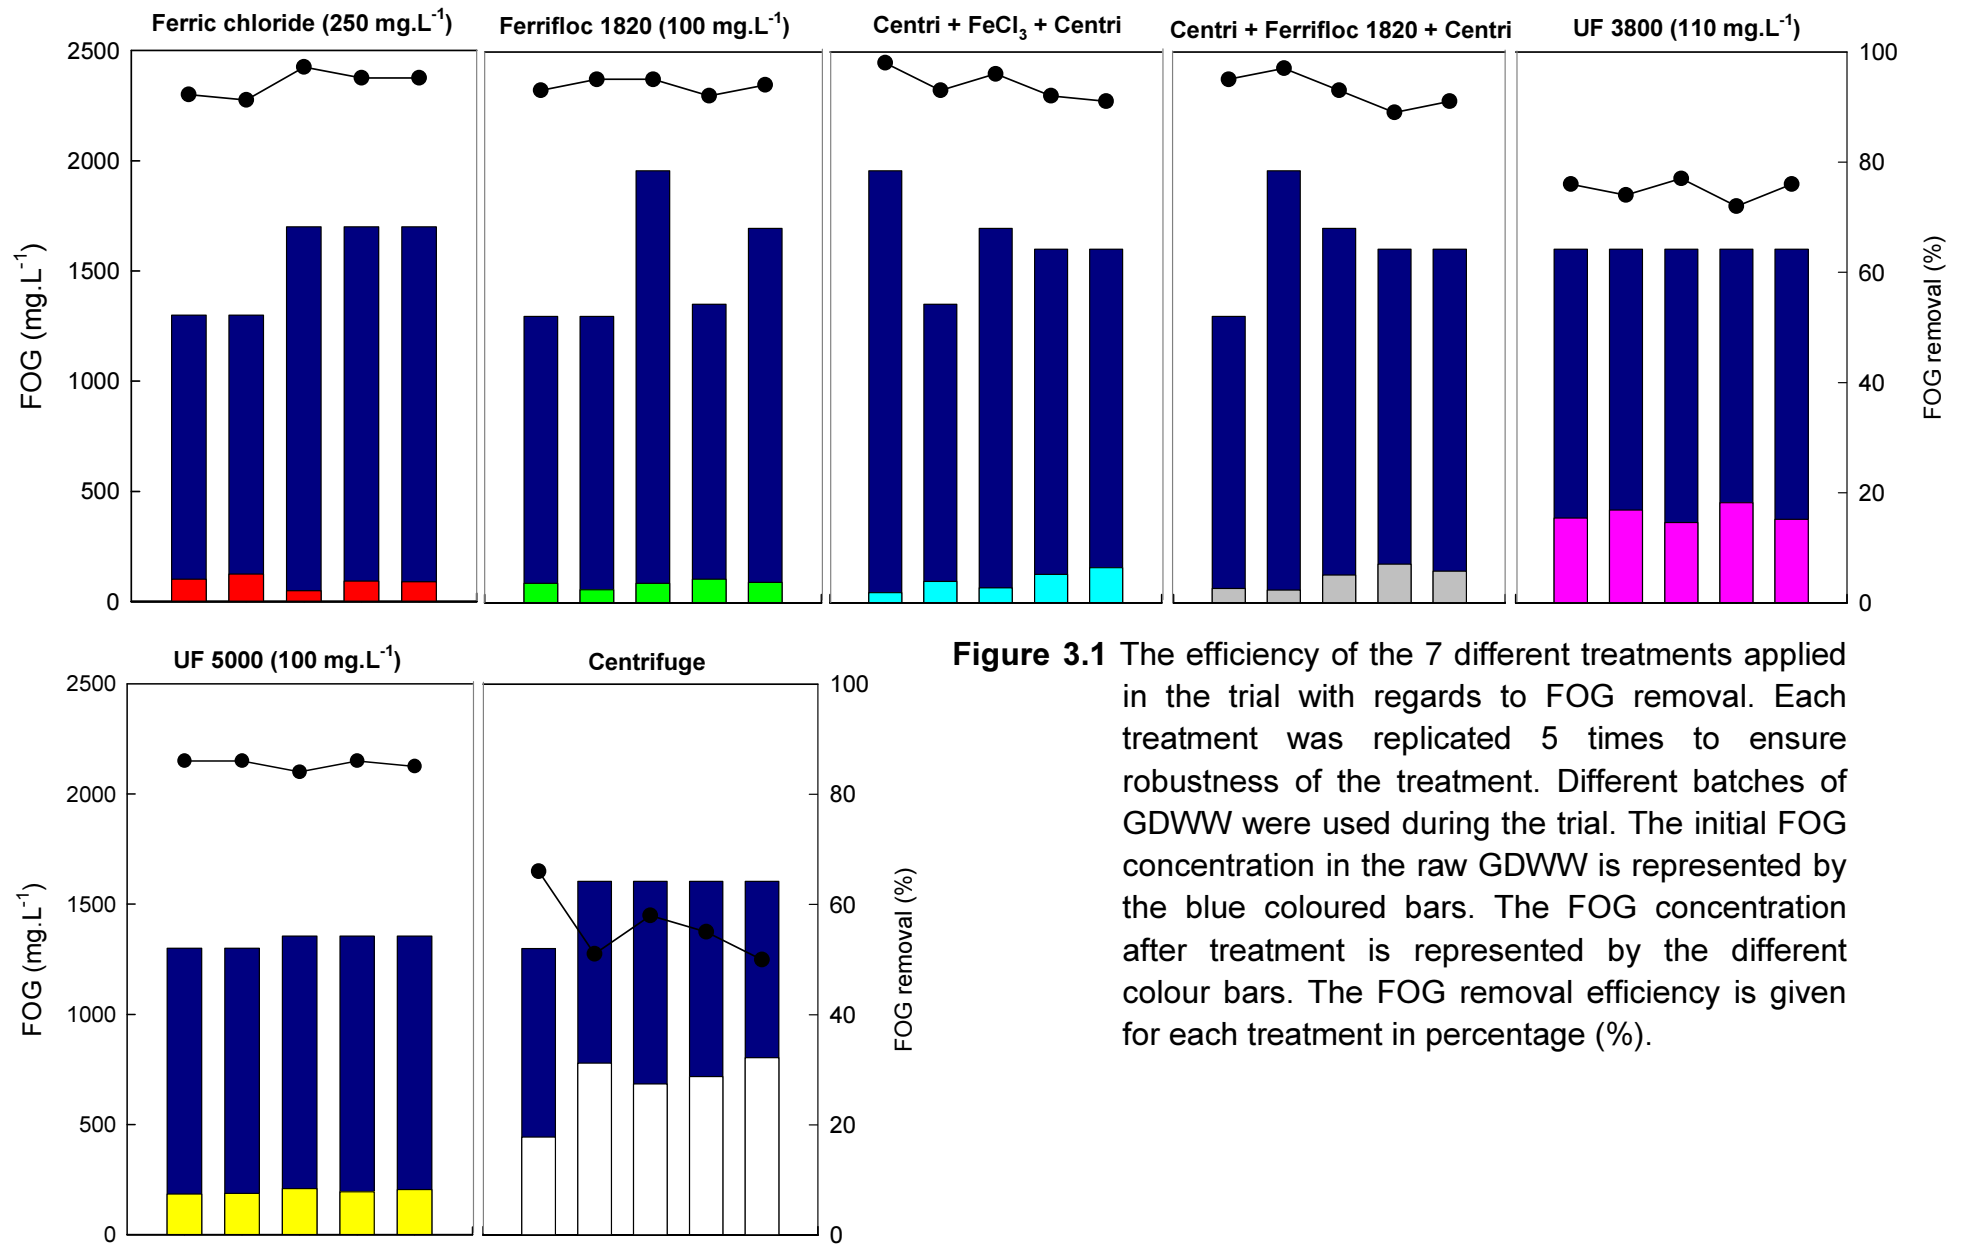 Ferric chloride (250 mg.L⁻¹)
Ferrifloc 1820 (100 mg.L⁻¹)
Centri + FeCl₃ + Centri
Centri + Ferrifloc 1820 + Centri
UF 3800 (110 mg.L⁻¹)
2500
2000
1500
1000
500
0
FOG (mg.L⁻¹)
100
80
60
40
20
0
FOG removal (%)
UF 5000 (100 mg.L⁻¹)
Centrifuge
2500
2000
1500
1000
500
0
FOG (mg.L⁻¹)
100
80
60
40
20
0
FOG removal (%)
Figure 3.1 The efficiency of the 7 different treatments applied
in the trial with regards to FOG removal. Each
treatment was replicated 5 times to ensure
robustness of the treatment. Different batches of
GDWW were used during the trial. The initial FOG
concentration in the raw GDWW is represented by
the blue coloured bars. The FOG concentration
after treatment is represented by the different
colour bars. The FOG removal efficiency is given
for each treatment in percentage (%).